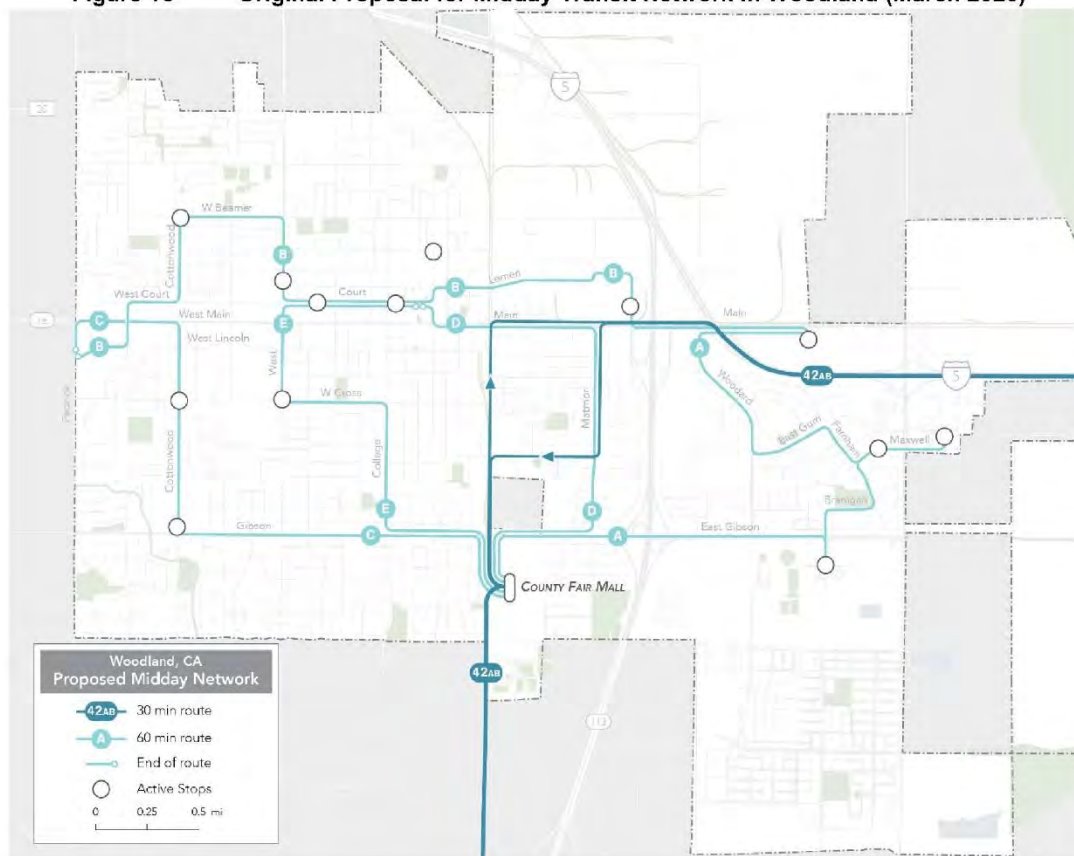 Figure 13 Original Proposal for Midday Transit Network in Woodland (March 2020)
5
W Beamer
Cottonwood
B
B
Lemen
B
Court
West Court
C
West Main
E
D
Main
Main
B
West Lincoln
A
West
Matmor
42AB
5
Woodard
W Cross
Cottonwood
College
Farnham
Maxwell
Branigan
E
D
Gibson
C
A
East Gibson
COUNTY FAIR MALL
42AB
113
Woodland, CA
Proposed Midday Network
42AB 30 min route
A 60 min route
End of route
Active Stops
0 0.25 0.5 mi